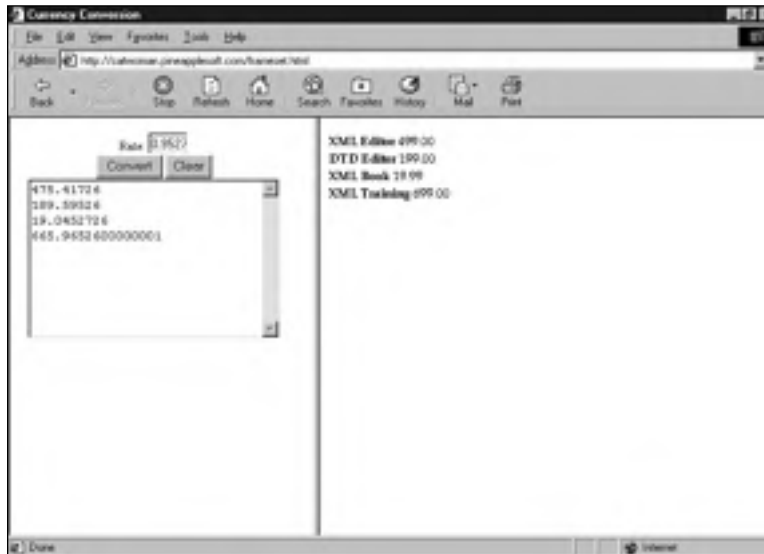 Currency Conversion
File Edit View Favorites Tools Help
Address http://catwoman.pineapplesoft.com/frameset.html
Back Stop Refresh Home Search Favorites History Mail Print
Rate 0.9527
Convert Clear
475.41726
189.59526
19.0452726
665.9652600000001
XML Editor 499.00
DTD Editor 199.00
XML Book 19.99
XML Training 699.00
Done Internet